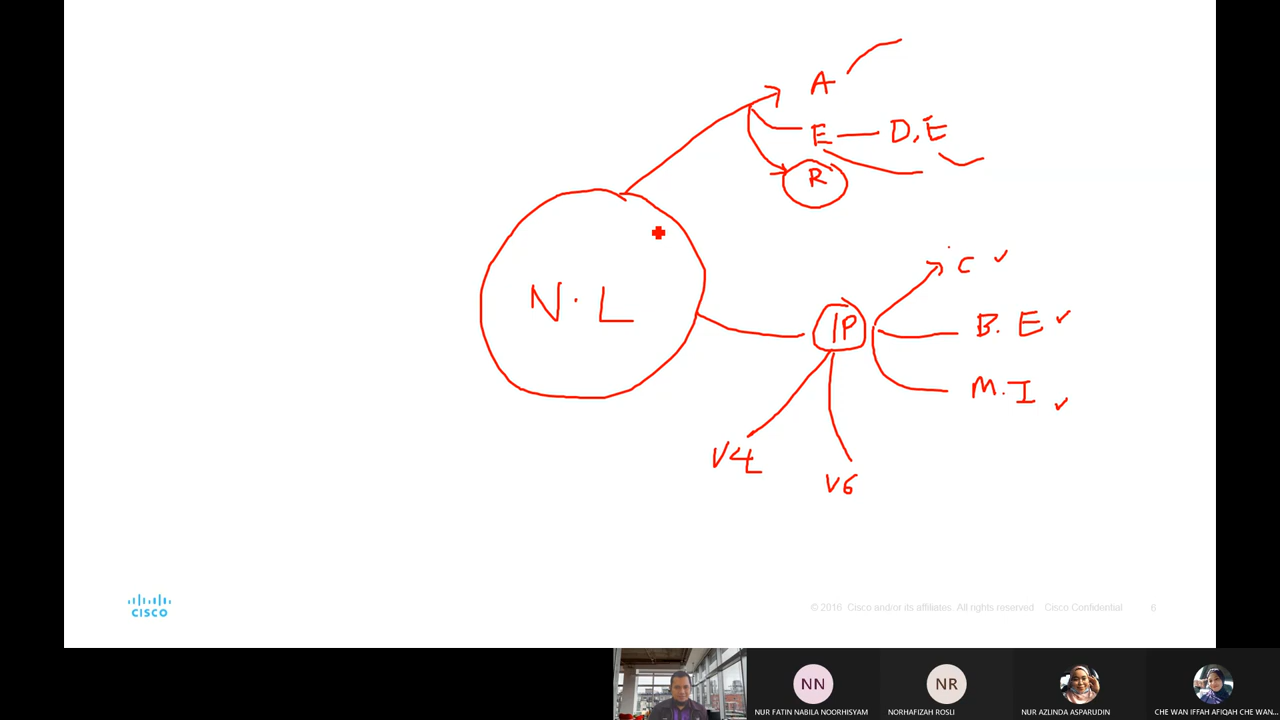 A
E D, E
R
N.L
C
IP
B. E
M. I
V4
V6
CISCO
© 2016 Cisco and/or its affiliates. All rights reserved. Cisco Confidential 6
NN
NR
NUR FATIN NABILA NOORHISYAM
NORHAFIZAH ROSLI
NUR AZLINDA ASPARUDIN
CHE WAN IFFAH AFIQAH CHE WAN...